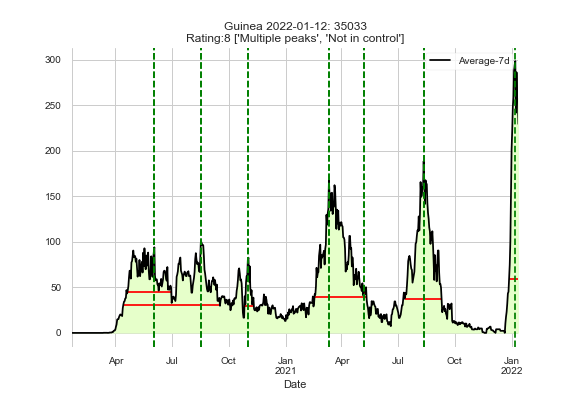 Guinea 2022-01-12: 35033
Rating:8 ['Multiple peaks', 'Not in control']
Average-7d
300
250
200
150
100
50
0
Apr Jul Oct Jan Apr Jul Oct Jan
2021 2022
Date